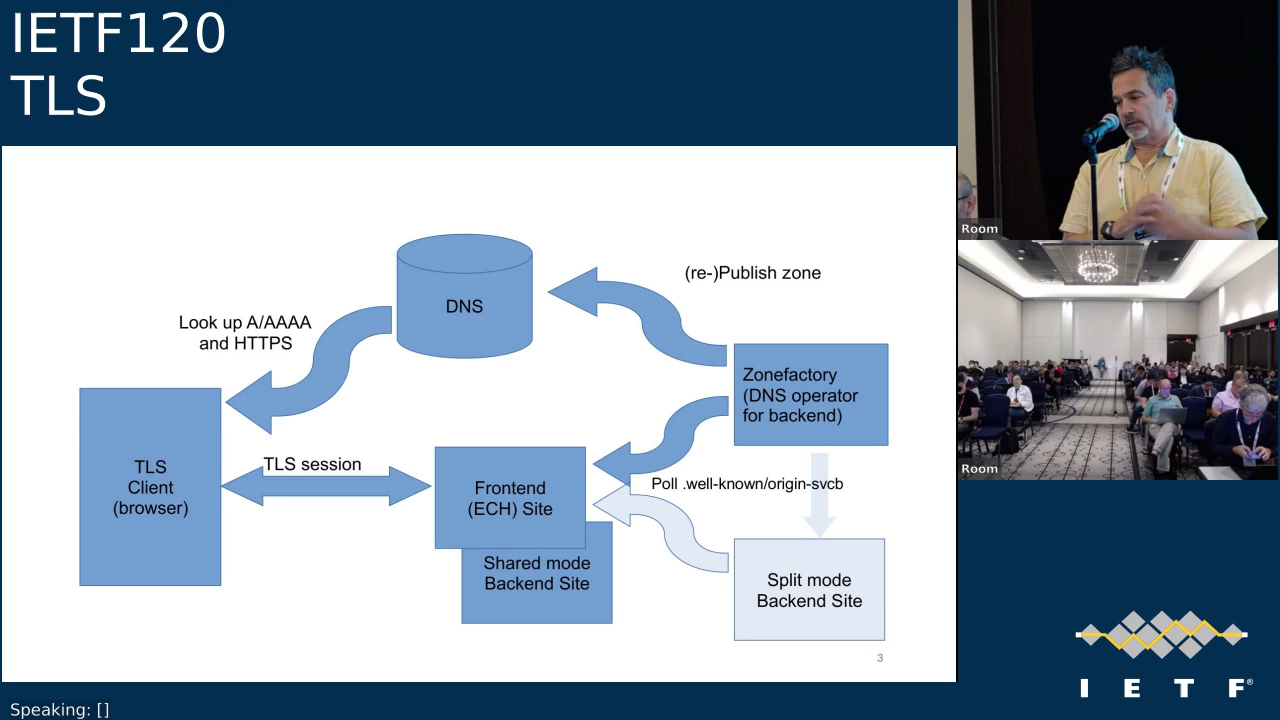 IETF120
TLS
DNS
(re-)Publish zone
Look up A/AAAA
and HTTPS
Zonefactory
(DNS operator
for backend)
TLS
Client
(browser)
TLS session
Frontend
(ECH) Site
Poll .well-known/origin-svcb
Shared mode
Backend Site
Split mode
Backend Site
3
Room
Room
IETF®
Speaking: []